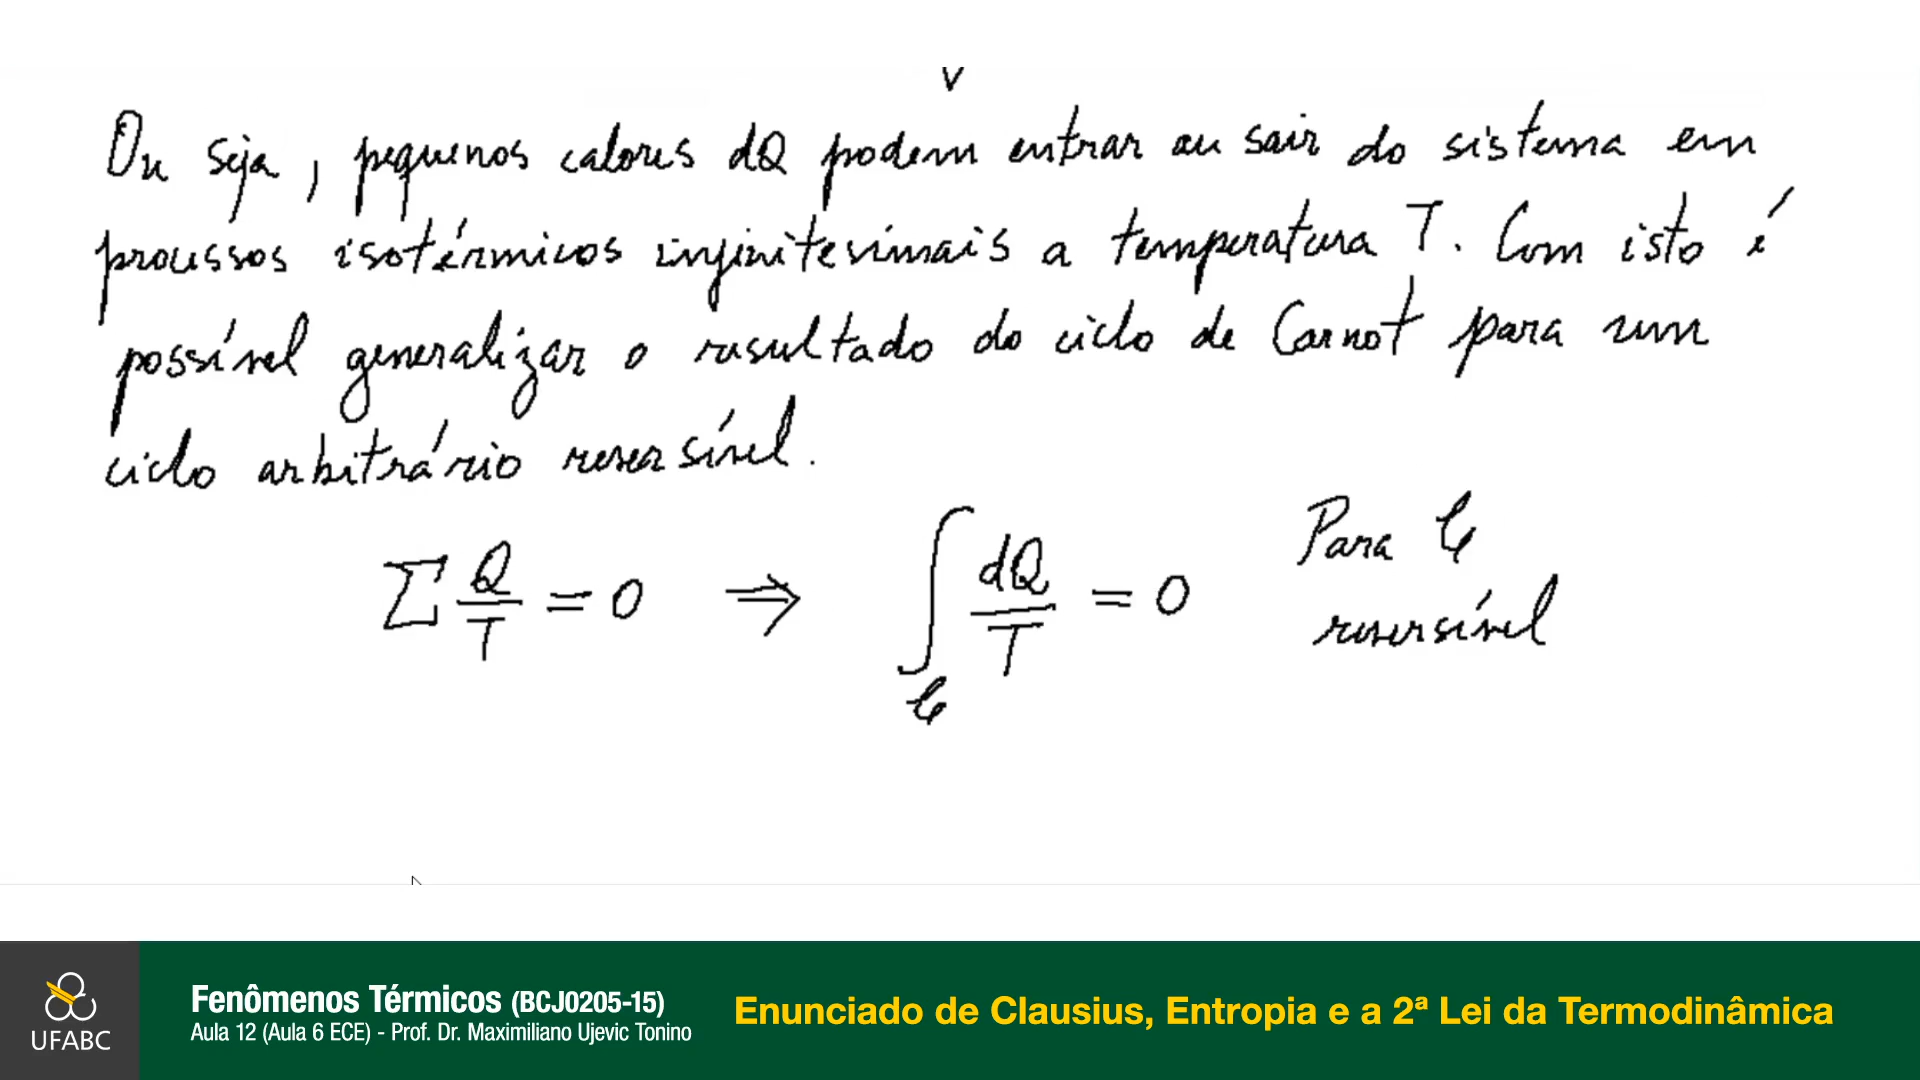 V
Ou seja, pequenos calores dQ podem entrar ou sair do sistema em
processos isotérmicos infinitesimais a temperatura T. Com isto é
possível generalizar o resultado do ciclo de Carnot para um
ciclo arbitrário reversível.
∑ Q/T = 0 ⇒ ∫_𝒞 dQ/T = 0 Para 𝒞
reversível
UFABC
Fenômenos Térmicos (BCJ0205-15)
Aula 12 (Aula 6 ECE) - Prof. Dr. Maximiliano Ujevic Tonino
Enunciado de Clausius, Entropia e a 2ª Lei da Termodinâmica